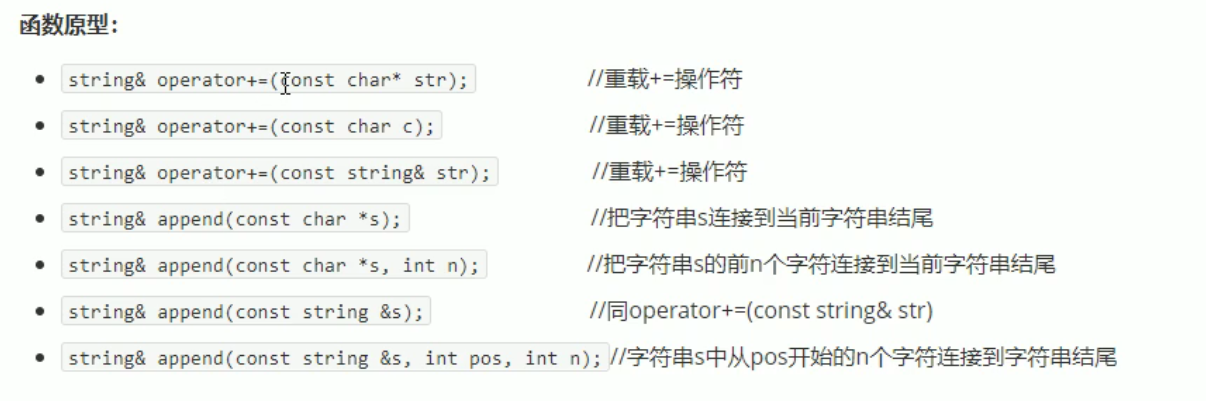 函数原型：
string& operator+=(const char* str); //重载+=操作符
string& operator+=(const char c); //重载+=操作符
string& operator+=(const string& str); //重载+=操作符
string& append(const char *s); //把字符串s连接到当前字符串结尾
string& append(const char *s, int n); //把字符串s的前n个字符连接到当前字符串结尾
string& append(const string &s); //同operator+=(const string& str)
string& append(const string &s, int pos, int n);//字符串s中从pos开始的n个字符连接到字符串结尾